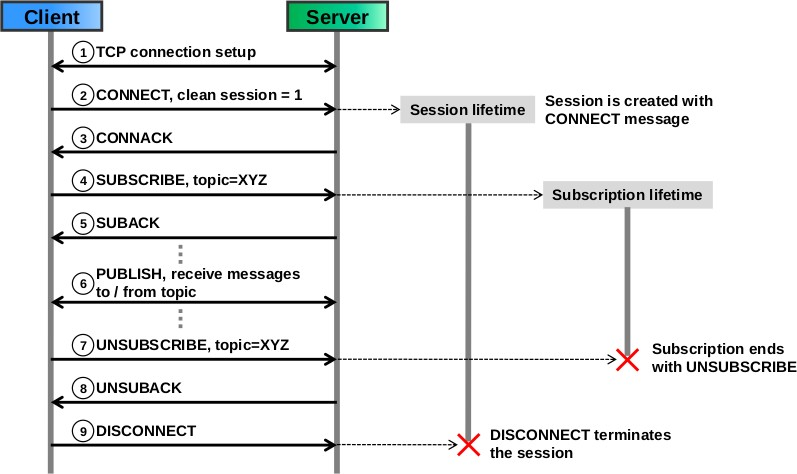 Client
Server
1 TCP connection setup
2 CONNECT, clean session = 1
Session lifetime
Session is created with
CONNECT message
3 CONNACK
4 SUBSCRIBE, topic=XYZ
Subscription lifetime
5 SUBACK
6 PUBLISH, receive messages
to / from topic
7 UNSUBSCRIBE, topic=XYZ
Subscription ends
with UNSUBSCRIBE
8 UNSUBACK
9 DISCONNECT
DISCONNECT terminates
the session